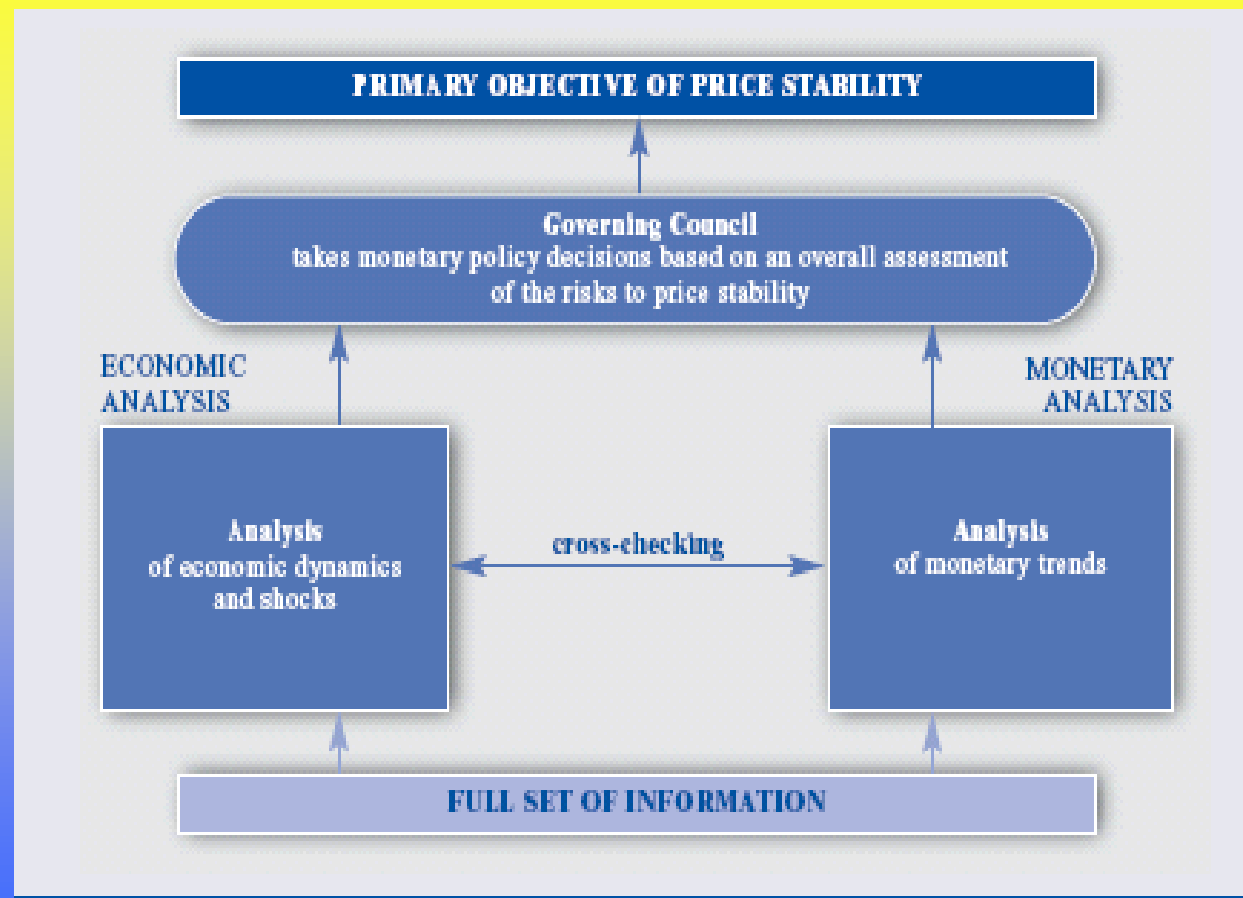 PRIMARY OBJECTIVE OF PRICE STABILITY
Governing Council
takes monetary policy decisions based on an overall assessment
of the risks to price stability
ECONOMIC
ANALYSIS
MONETARY
ANALYSIS
Analysis
of economic dynamics
and shocks
cross-checking
Analysis
of monetary trends
FULL SET OF INFORMATION